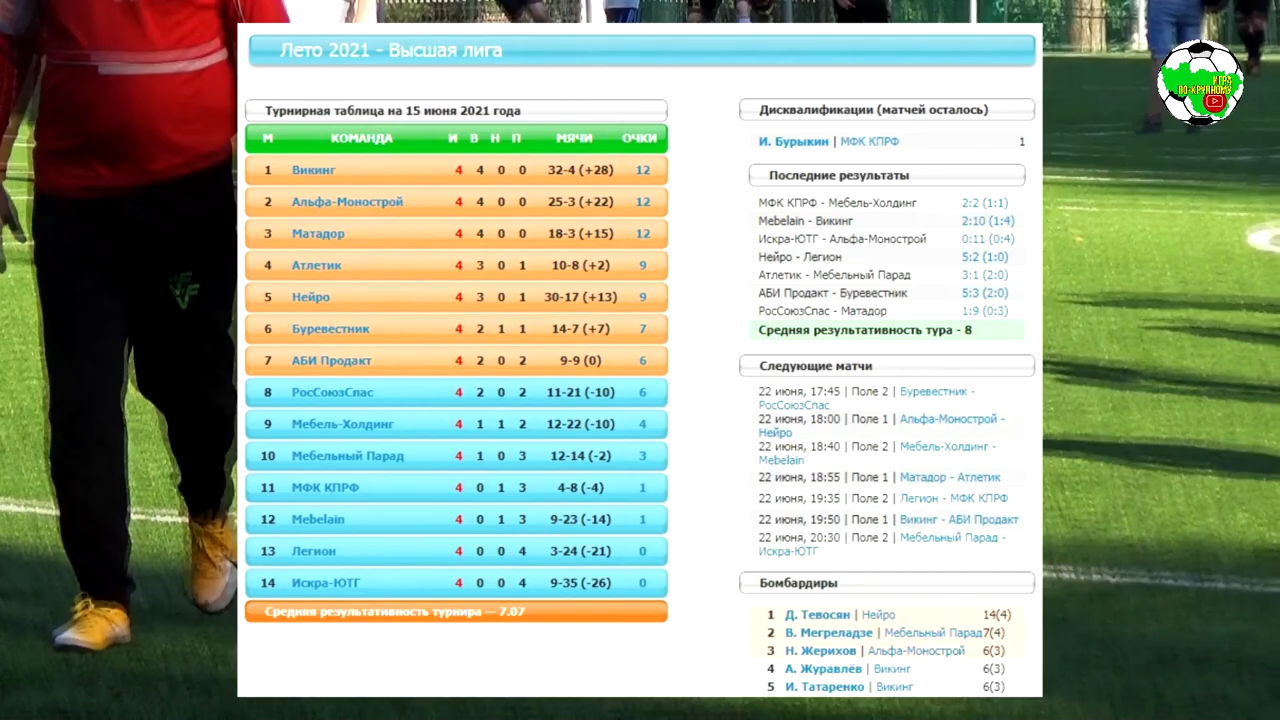 Лето 2021 - Высшая лига
ИГРА
ПО-КРУПНОМУ
Турнирная таблица на 15 июня 2021 года
М КОМАНДА И В Н П МЯЧИ ОЧКИ
1 Викинг 4 4 0 0 32-4 (+28) 12
2 Альфа-Монострой 4 4 0 0 25-3 (+22) 12
3 Матадор 4 4 0 0 18-3 (+15) 12
4 Атлетик 4 3 0 1 10-8 (+2) 9
5 Нейро 4 3 0 1 30-17 (+13) 9
6 Буревестник 4 2 1 1 14-7 (+7) 7
7 АБИ Продакт 4 2 0 2 9-9 (0) 6
8 РосСоюзСпас 4 2 0 2 11-21 (-10) 6
9 Мебель-Холдинг 4 1 1 2 12-22 (-10) 4
10 Мебельный Парад 4 1 0 3 12-14 (-2) 3
11 МФК КПРФ 4 0 1 3 4-8 (-4) 1
12 Mebelain 4 0 1 3 9-23 (-14) 1
13 Легион 4 0 0 4 3-24 (-21) 0
14 Искра-ЮТГ 4 0 0 4 9-35 (-26) 0
Средняя результативность турнира — 7.07
Дисквалификации (матчей осталось)
И. Бурыкин | МФК КПРФ 1
Последние результаты
МФК КПРФ - Мебель-Холдинг 2:2 (1:1)
Mebelain - Викинг 2:10 (1:4)
Искра-ЮТГ - Альфа-Монострой 0:11 (0:4)
Нейро - Легион 5:2 (1:0)
Атлетик - Мебельный Парад 3:1 (2:0)
АБИ Продакт - Буревестник 5:3 (2:0)
РосСоюзСпас - Матадор 1:9 (0:3)
Средняя результативность тура - 8
Следующие матчи
22 июня, 17:45 | Поле 2 | Буревестник -
РосСоюзСпас
22 июня, 18:00 | Поле 1 | Альфа-Монострой -
Нейро
22 июня, 18:40 | Поле 2 | Мебель-Холдинг -
Mebelain
22 июня, 18:55 | Поле 1 | Матадор - Атлетик
22 июня, 19:35 | Поле 2 | Легион - МФК КПРФ
22 июня, 19:50 | Поле 1 | Викинг - АБИ Продакт
22 июня, 20:30 | Поле 2 | Мебельный Парад -
Искра-ЮТГ
Бомбардиры
1 Д. Тевосян | Нейро 14(4)
2 В. Мегреладзе | Мебельный Парад 7(4)
3 Н. Жерихов | Альфа-Монострой 6(3)
4 А. Журавлёв | Викинг 6(3)
5 И. Татаренко | Викинг 6(3)